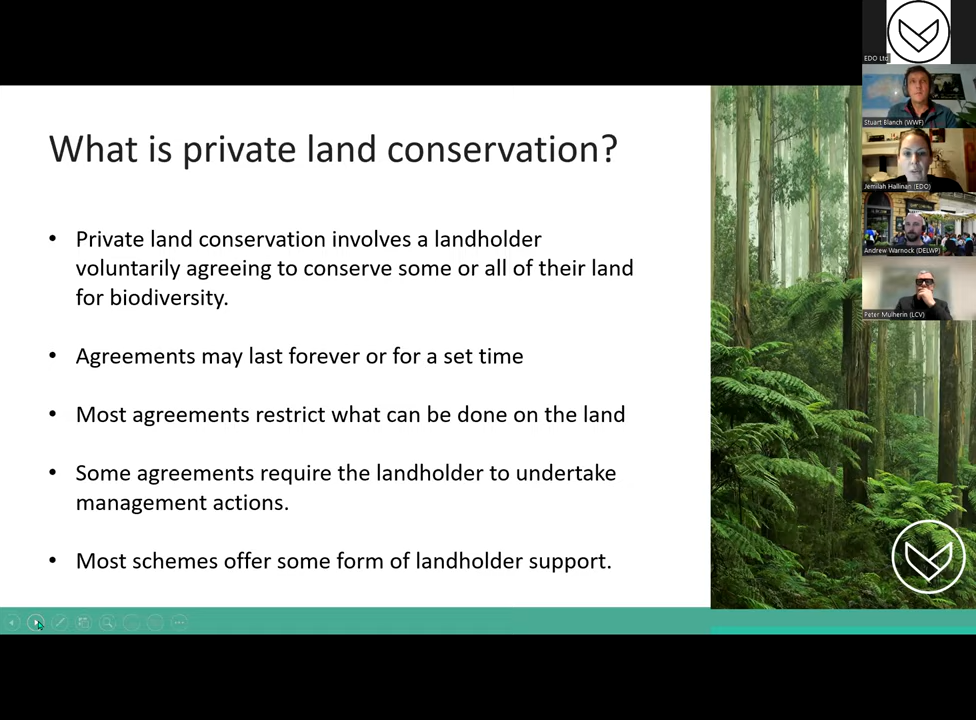 What is private land conservation?
• Private land conservation involves a landholder
voluntarily agreeing to conserve some or all of their land
for biodiversity.
• Agreements may last forever or for a set time
• Most agreements restrict what can be done on the land
• Some agreements require the landholder to undertake
management actions.
• Most schemes offer some form of landholder support.
EDO Ltd
Stuart Blanch (WWF)
Jemilah Hallinan (EDO)
Andrew Warnock (DELWP)
Peter Mulherin (LCV)